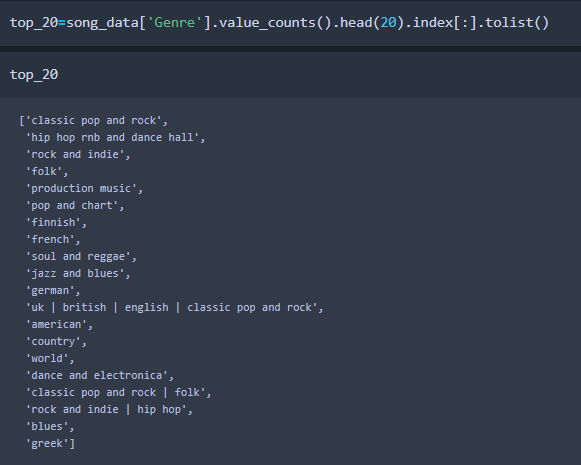 top_20=song_data['Genre'].value_counts().head(20).index[:].tolist()
top_20
['classic pop and rock',
'hip hop rnb and dance hall',
'rock and indie',
'folk',
'production music',
'pop and chart',
'finnish',
'french',
'soul and reggae',
'jazz and blues',
'german',
'uk | british | english | classic pop and rock',
'american',
'country',
'world',
'dance and electronica',
'classic pop and rock | folk',
'rock and indie | hip hop',
'blues',
'greek']